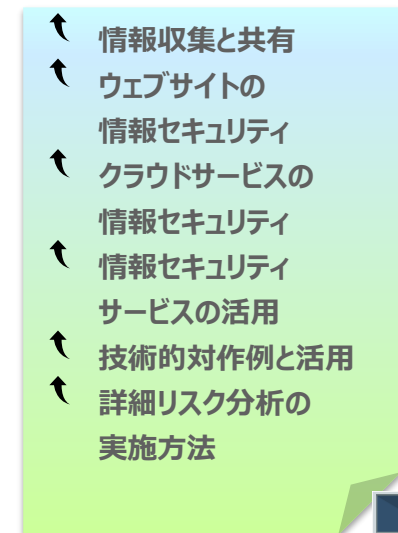 情報収集と共有
ウェブサイトの
情報セキュリティ
クラウドサービスの
情報セキュリティ
情報セキュリティ
サービスの活用
技術的対作例と活用
詳細リスク分析の
実施方法